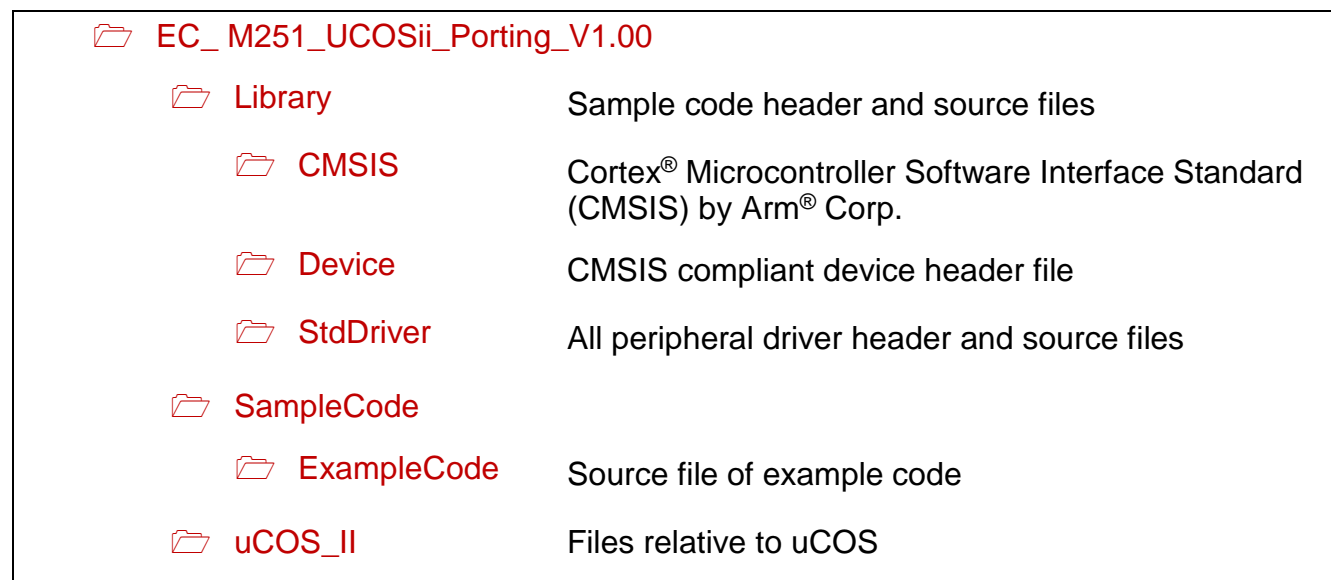 EC_ M251_UCOSii_Porting_V1.00
Library Sample code header and source files
CMSIS Cortex® Microcontroller Software Interface Standard
(CMSIS) by Arm® Corp.
Device CMSIS compliant device header file
StdDriver All peripheral driver header and source files
SampleCode
ExampleCode Source file of example code
uCOS_II Files relative to uCOS